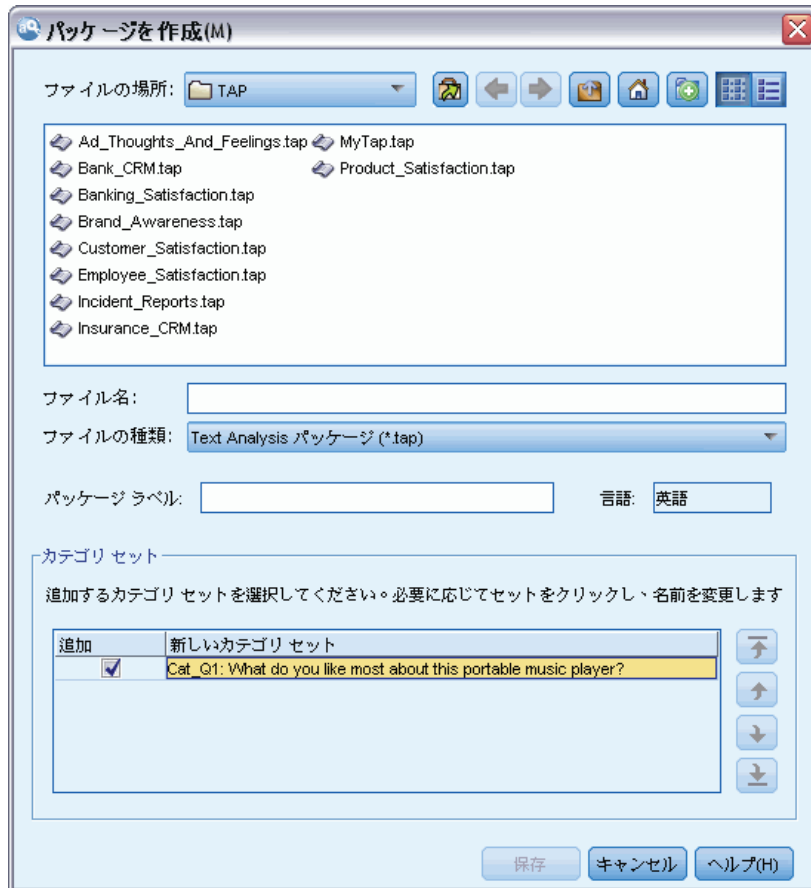 パッケージを作成(M)
ファイルの場所: TAP
Ad_Thoughts_And_Feelings.tap
Bank_CRM.tap
Banking_Satisfaction.tap
Brand_Awareness.tap
Customer_Satisfaction.tap
Employee_Satisfaction.tap
Incident_Reports.tap
Insurance_CRM.tap
MyTap.tap
Product_Satisfaction.tap
ファイル名:
ファイルの種類: Text Analysis パッケージ (*.tap)
パッケージ ラベル: 言語: 英語
カテゴリ セット
追加するカテゴリ セットを選択してください。必要に応じてセットをクリックし、名前を変更します
追加 新しいカテゴリ セット
Cat_Q1: What do you like most about this portable music player?
保存 キャンセル ヘルプ(H)